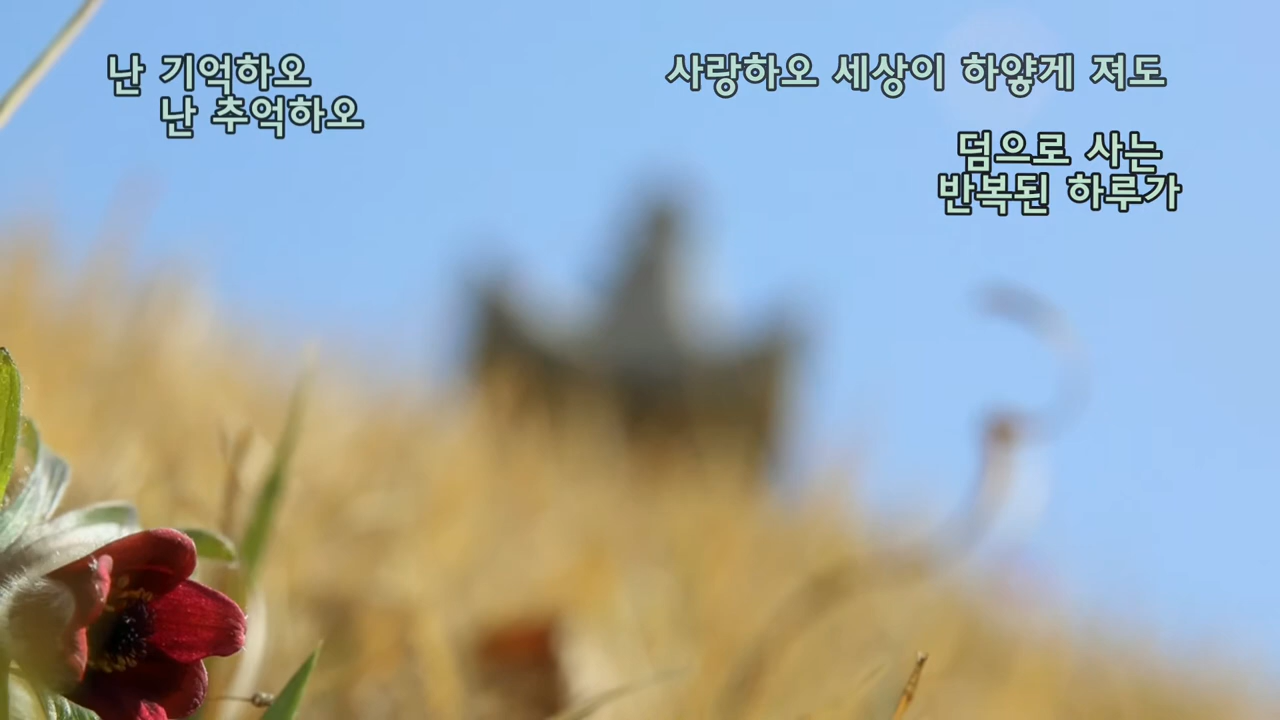 난 기억하오
난 추억하오
사랑하오 세상이 하얗게 져도
덤으로 사는
반복된 하루가